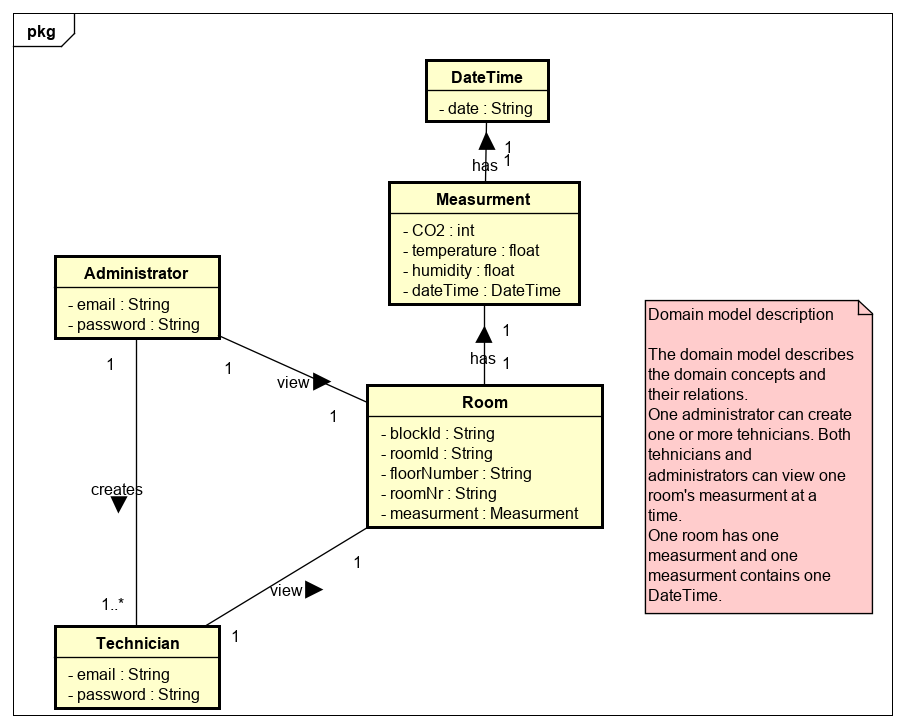 pkg
DateTime
- date : String
1
1
has
Measurment
- CO2 : int
- temperature : float
- humidity : float
- dateTime : DateTime
1
has
1
Administrator
- email : String
- password : String
1
1
view
1
Room
- blockId : String
- roomId : String
- floorNumber : String
- roomNr : String
- measurment : Measurment
creates
1
view
1..*
1
Technician
- email : String
- password : String
Domain model description
The domain model describes
the domain concepts and
their relations.
One administrator can create
one or more tehnicians. Both
tehnicians and
administrators can view one
room's measurment at a
time.
One room has one
measurment and one
measurment contains one
DateTime.